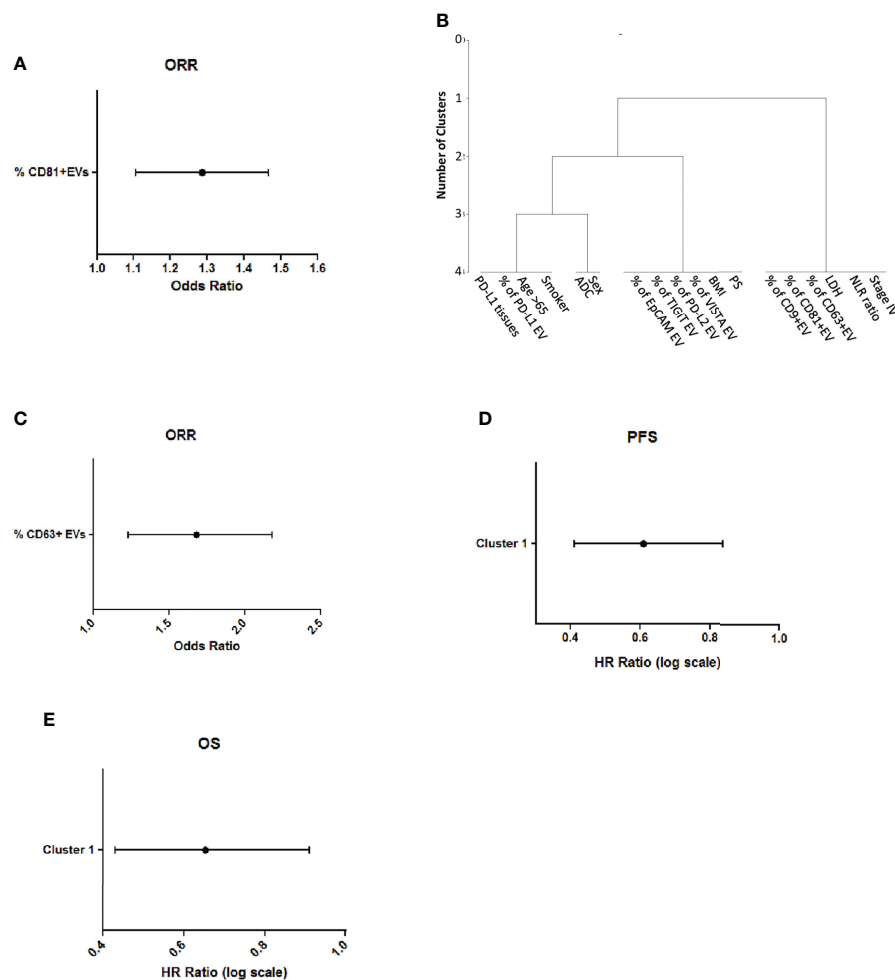 A
ORR
% CD81+EVs
1.0 1.1 1.2 1.3 1.4 1.5 1.6
Odds Ratio
B
Number of Clusters
0
1
2
3
4
PD-L1 tissues
% of PD-L1 EV
Age >65
Smoker
ADC
Sex
% of EpCAM EV
% of TIGIT EV
% of PD-L2 EV
% of VISTA EV
BMI
PS
% of CD9+EV
% of CD81+EV
% of CD63+EV
LDH
NLR ratio
Stage IV
C
ORR
% CD63+ EVs
1.0 1.5 2.0 2.5
Odds Ratio
D
PFS
Cluster 1
0.4 0.6 0.8 1.0
HR Ratio (log scale)
E
OS
Cluster 1
0.4 0.6 0.8 1.0
HR Ratio (log scale)